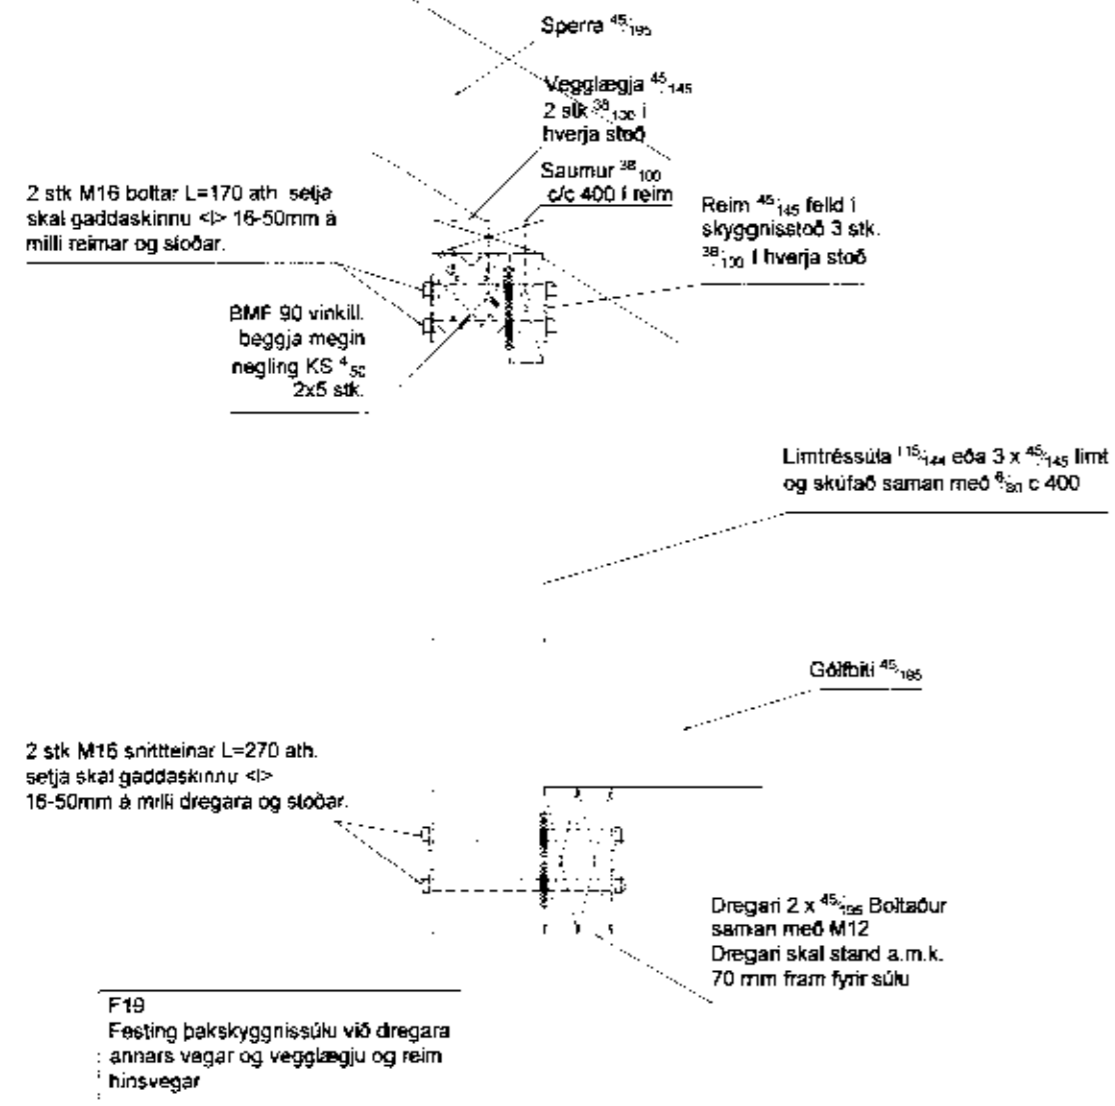 Sperra 45/195
Vegglægja 45/145
2 stk 38/100 í
hverja stoð
Saumur 38/100
c/c 400 í reim
2 stk M16 boltar L=170 ath. setja
skal gaddaskinnu <|> 16-50mm á
milli reimar og stoðar.
Reim 45/145 felld í
skyggnisstoð 3 stk.
38/100 í hverja stoð
BMF 90 vinkill.
beggja megin
negling KS 4/50
2x5 stk.
Limtréssúla 115/144 eða 3 x 45/145 limt
og skúfað saman með 6/80 c 400
Gólfbiti 45/195
2 stk M16 snittteinar L=270 ath.
setja skal gaddaskinnu <|>
16-50mm á milli dregara og stoðar.
Dregari 2 x 45/195 Boltaður
saman með M12
Dregari skal stand a.m.k.
70 mm fram fyrir súlu
F19
Festing þakskyggnissúlu við dregara
annars vegar og vegglægju og reim
hinsvegar